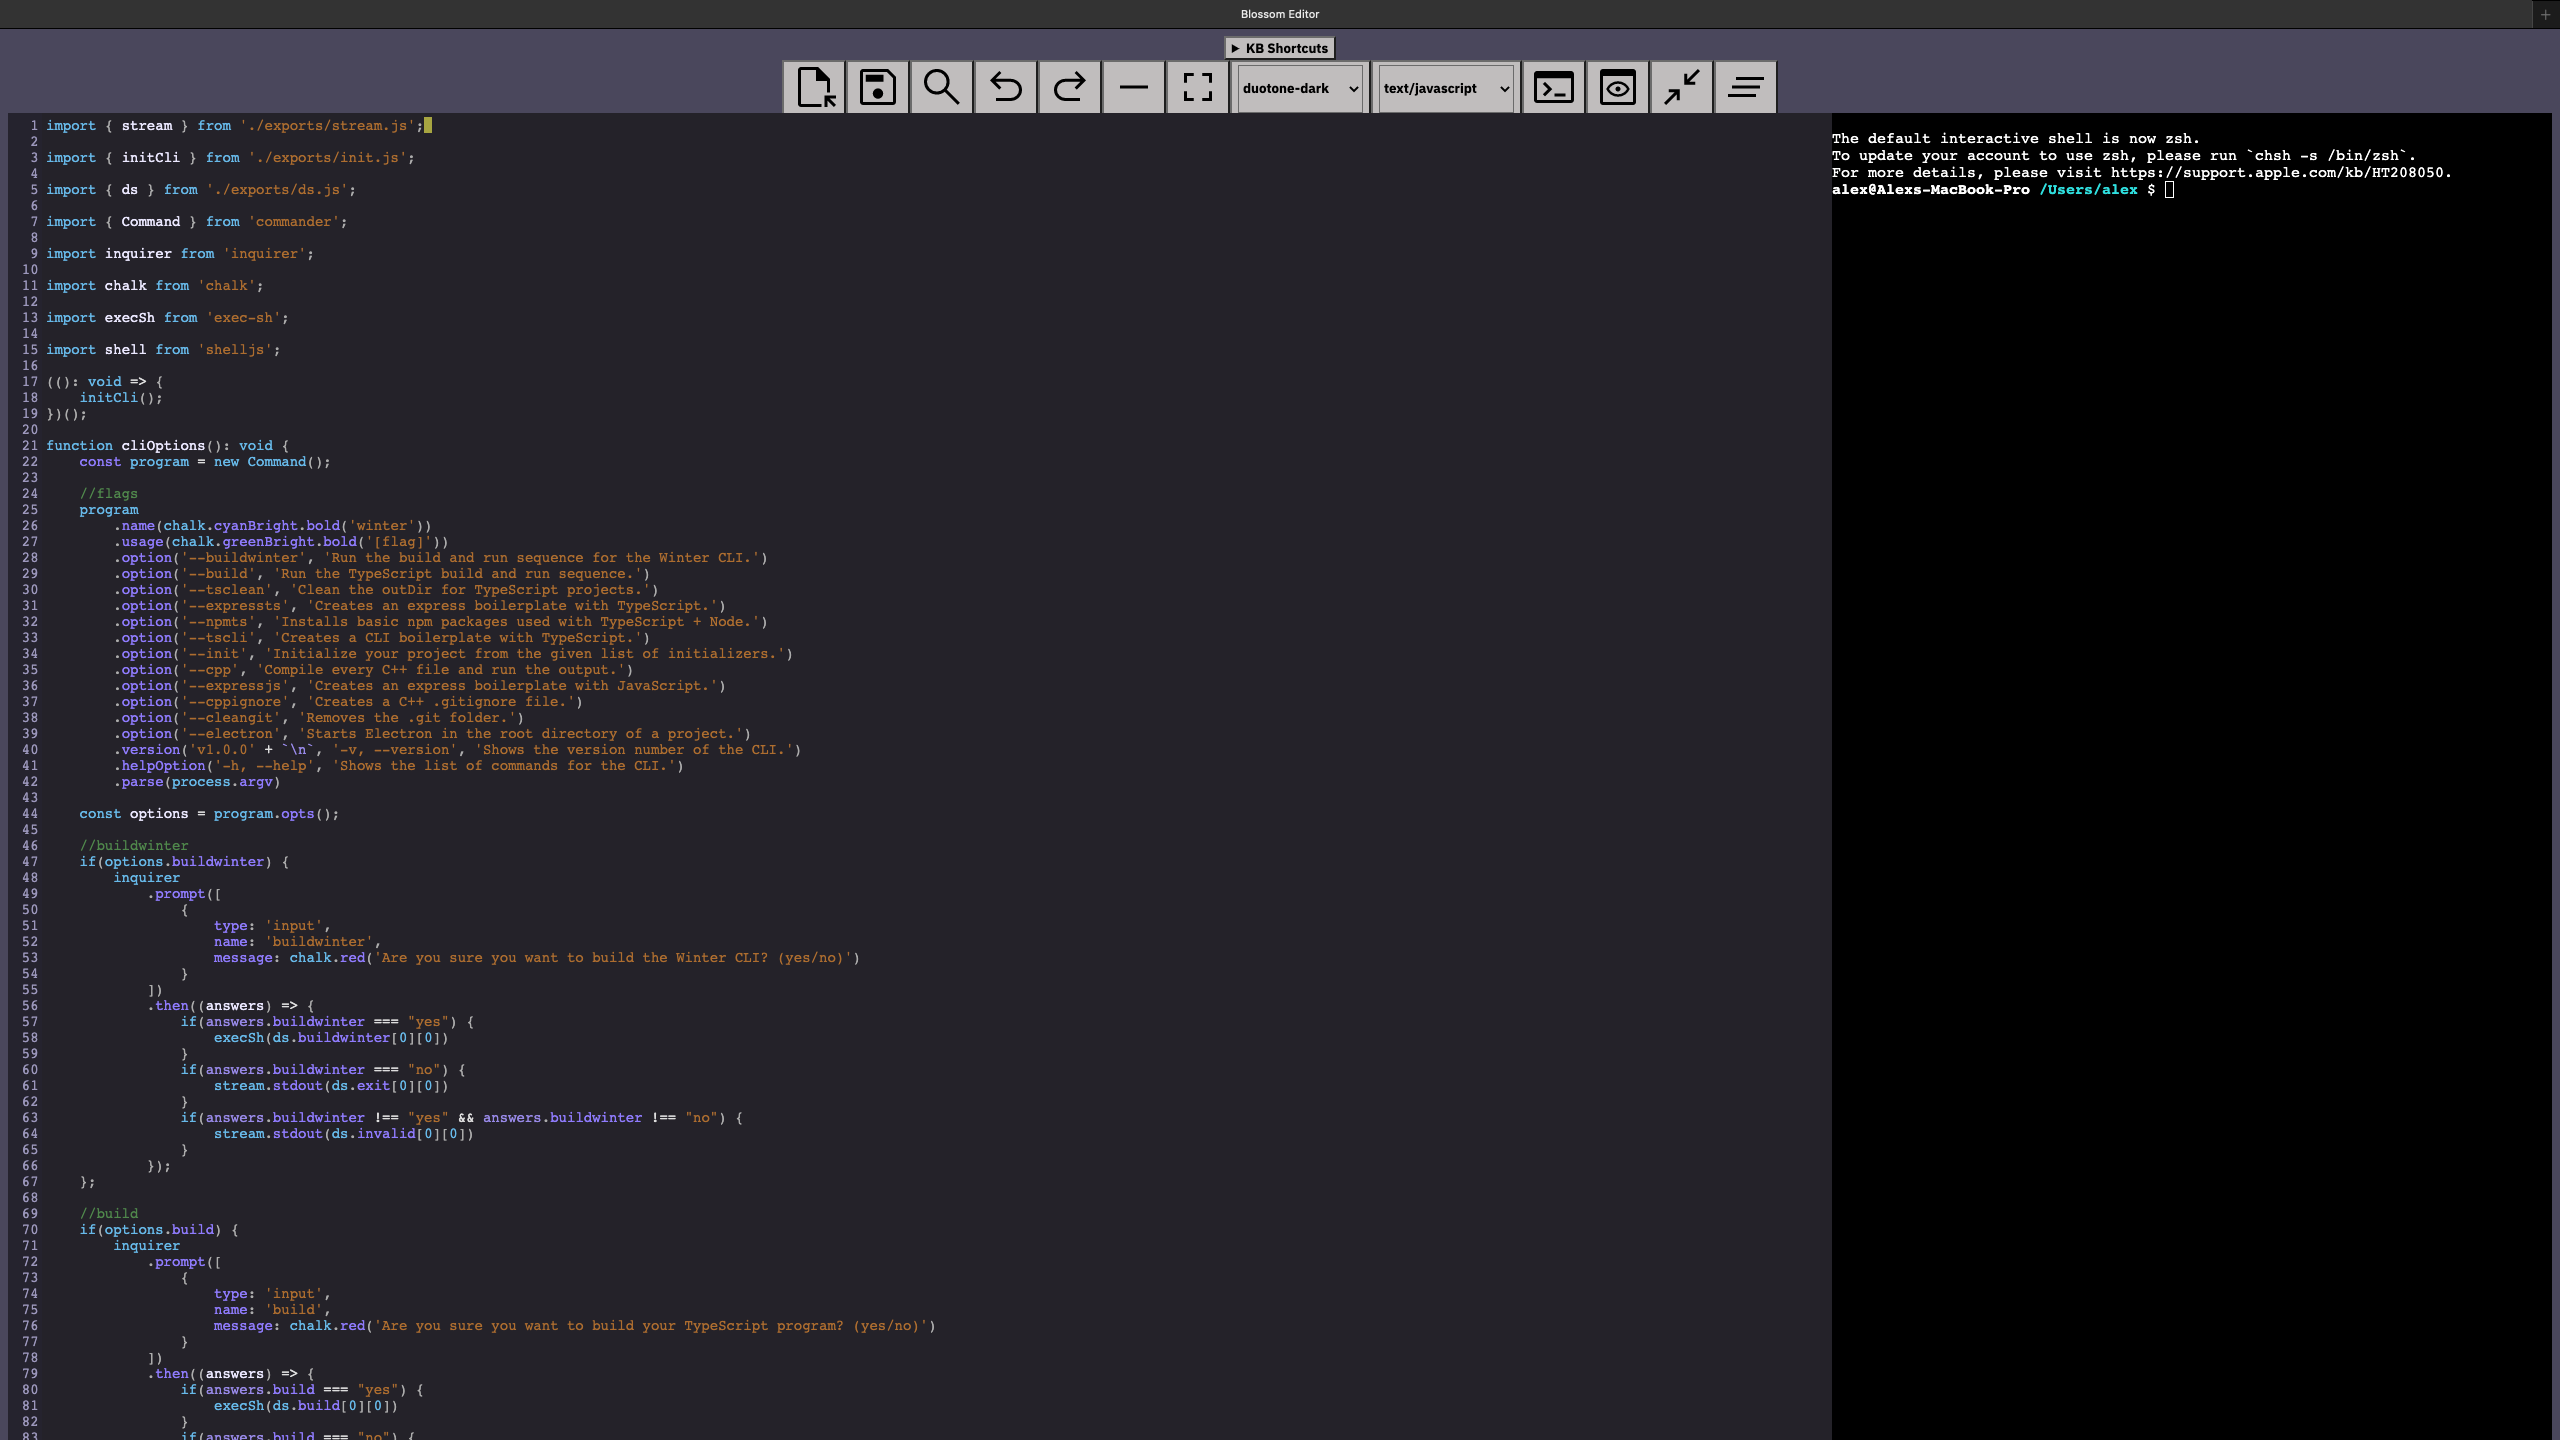 Blossom Editor
KB Shortcuts
duotone-dark text/javascript
1 import { stream } from './exports/stream.js';
2
3 import { initCli } from './exports/init.js';
4
5 import { ds } from './exports/ds.js';
6
7 import { Command } from 'commander';
8
9 import inquirer from 'inquirer';
10
11 import chalk from 'chalk';
12
13 import execSh from 'exec-sh';
14
15 import shell from 'shelljs';
16
17 ((): void => {
18     initCli();
19 })();
20
21 function cliOptions(): void {
22     const program = new Command();
23
24     //flags
25     program
26         .name(chalk.cyanBright.bold('winter'))
27         .usage(chalk.greenBright.bold('[flag]'))
28         .option('--buildwinter', 'Run the build and run sequence for the Winter CLI.')
29         .option('--build', 'Run the TypeScript build and run sequence.')
30         .option('--tsclean', 'Clean the outDir for TypeScript projects.')
31         .option('--expressts', 'Creates an express boilerplate with TypeScript.')
32         .option('--npmts', 'Installs basic npm packages used with TypeScript + Node.')
33         .option('--tscli', 'Creates a CLI boilerplate with TypeScript.')
34         .option('--init', 'Initialize your project from the given list of initializers.')
35         .option('--cpp', 'Compile every C++ file and run the output.')
36         .option('--expressjs', 'Creates an express boilerplate with JavaScript.')
37         .option('--cppignore', 'Creates a C++ .gitignore file.')
38         .option('--cleangit', 'Removes the .git folder.')
39         .option('--electron', 'Starts Electron in the root directory of a project.')
40         .version('v1.0.0' + `\n`, '-v, --version', 'Shows the version number of the CLI.')
41         .helpOption('-h, --help', 'Shows the list of commands for the CLI.')
42         .parse(process.argv)
43
44     const options = program.opts();
45
46     //buildwinter
47     if(options.buildwinter) {
48         inquirer
49             .prompt([
50                 {
51                     type: 'input',
52                     name: 'buildwinter',
53                     message: chalk.red('Are you sure you want to build the Winter CLI? (yes/no)')
54                 }
55             ])
56             .then((answers) => {
57                 if(answers.buildwinter === "yes") {
58                     execSh(ds.buildwinter[0][0])
59                 }
60                 if(answers.buildwinter === "no") {
61                     stream.stdout(ds.exit[0][0])
62                 }
63                 if(answers.buildwinter !== "yes" && answers.buildwinter !== "no") {
64                     stream.stdout(ds.invalid[0][0])
65                 }
66             });
67     };
68
69     //build
70     if(options.build) {
71         inquirer
72             .prompt([
73                 {
74                     type: 'input',
75                     name: 'build',
76                     message: chalk.red('Are you sure you want to build your TypeScript program? (yes/no)')
77                 }
78             ])
79             .then((answers) => {
80                 if(answers.build === "yes") {
81                     execSh(ds.build[0][0])
82                 }
83                 if(answers.build === "no") {
The default interactive shell is now zsh.
To update your account to use zsh, please run `chsh -s /bin/zsh`.
For more details, please visit https://support.apple.com/kb/HT208050.
alex@Alexs-MacBook-Pro /Users/alex $